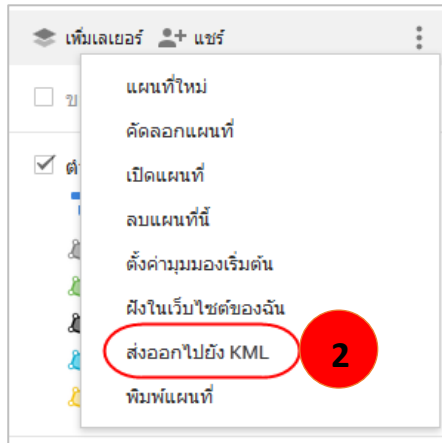 เพิ่มเลเยอร์ แชร์
แผนที่ใหม่
คัดลอกแผนที่
เปิดแผนที่
ลบแผนที่นี้
ตั้งค่ามุมมองเริ่มต้น
ฝังในเว็บไซต์ของฉัน
ส่งออกไปยัง KML 2
พิมพ์แผนที่